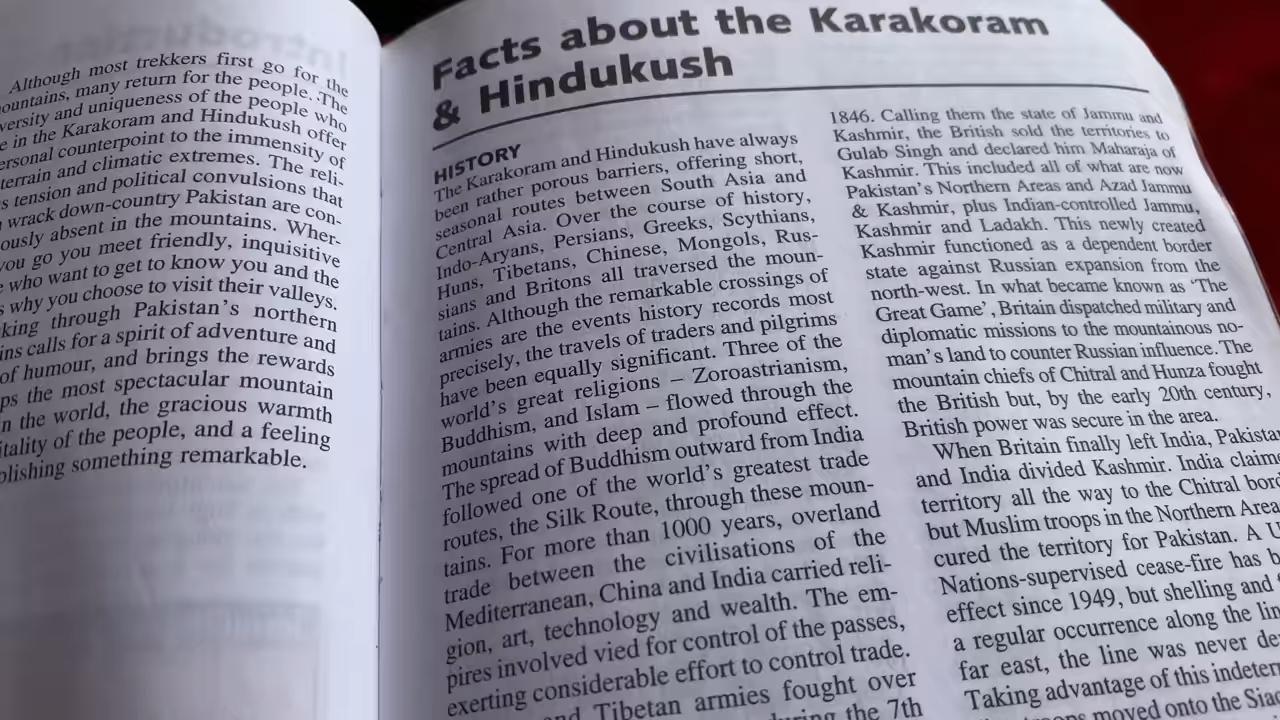 Although most trekkers first go for the
ountains, many return for the people. The
versity and uniqueness of the people who
e in the Karakoram and Hindukush offer
ersonal counterpoint to the immensity of
terrain and climatic extremes. The reli-
s tension and political convulsions that
wrack down-country Pakistan are con-
ously absent in the mountains. Wher-
you go you meet friendly, inquisitive
who want to get to know you and the
s why you choose to visit their valleys.
king through Pakistan's northern
ins calls for a spirit of adventure and
of humour, and brings the rewards
ps the most spectacular mountain
n the world, the gracious warmth
itality of the people, and a feeling
plishing something remarkable.
Facts about the Karakoram
& Hindukush
HISTORY
The Karakoram and Hindukush have always
been rather porous barriers, offering short,
seasonal routes between South Asia and
Central Asia. Over the course of history,
Indo-Aryans, Persians, Greeks, Scythians,
Huns, Tibetans, Chinese, Mongols, Rus-
sians and Britons all traversed the moun-
tains. Although the remarkable crossings of
armies are the events history records most
precisely, the travels of traders and pilgrims
have been equally significant. Three of the
world's great religions – Zoroastrianism,
Buddhism, and Islam – flowed through the
mountains with deep and profound effect.
The spread of Buddhism outward from India
followed one of the world's greatest trade
routes, the Silk Route, through these moun-
tains. For more than 1000 years, overland
trade between the civilisations of the
Mediterranean, China and India carried reli-
gion, art, technology and wealth. The em-
pires involved vied for control of the passes,
exerting considerable effort to control trade.
nd Tibetan armies fought over
during the 7th
1846. Calling them the state of Jammu and
Kashmir, the British sold the territories to
Gulab Singh and declared him Maharaja of
Kashmir. This included all of what are now
Pakistan's Northern Areas and Azad Jammu
& Kashmir, plus Indian-controlled Jammu,
Kashmir and Ladakh. This newly created
Kashmir functioned as a dependent border
state against Russian expansion from the
north-west. In what became known as 'The
Great Game', Britain dispatched military and
diplomatic missions to the mountainous no-
man's land to counter Russian influence. The
mountain chiefs of Chitral and Hunza fought
the British but, by the early 20th century,
British power was secure in the area.
When Britain finally left India, Pakistan
and India divided Kashmir. India claime
territory all the way to the Chitral bord
but Muslim troops in the Northern Area
cured the territory for Pakistan. A U
Nations-supervised cease-fire has b
effect since 1949, but shelling and
a regular occurrence along the lin
far east, the line was never de
Taking advantage of this indeter
troops moved onto the Siac